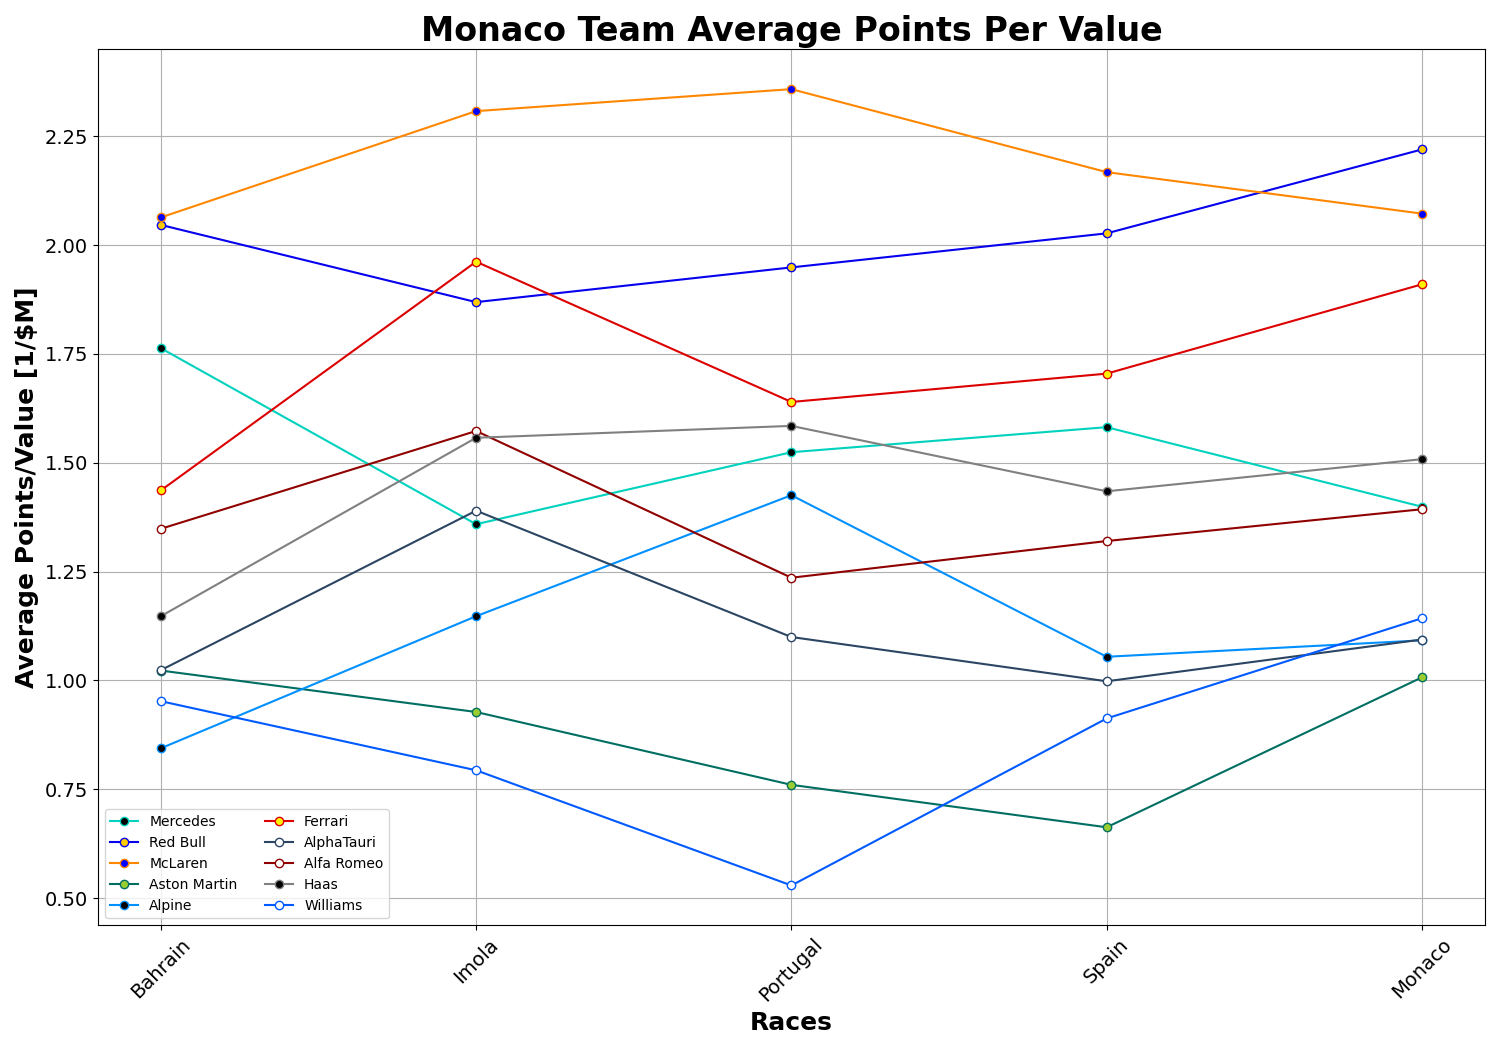 Monaco Team Average Points Per Value
Average Points/Value [1/$M]
2.25
2.00
1.75
1.50
1.25
1.00
0.75
0.50
Mercedes
Red Bull
McLaren
Aston Martin
Alpine
Ferrari
AlphaTauri
Alfa Romeo
Haas
Williams
Bahrain
Imola
Portugal
Spain
Monaco
Races